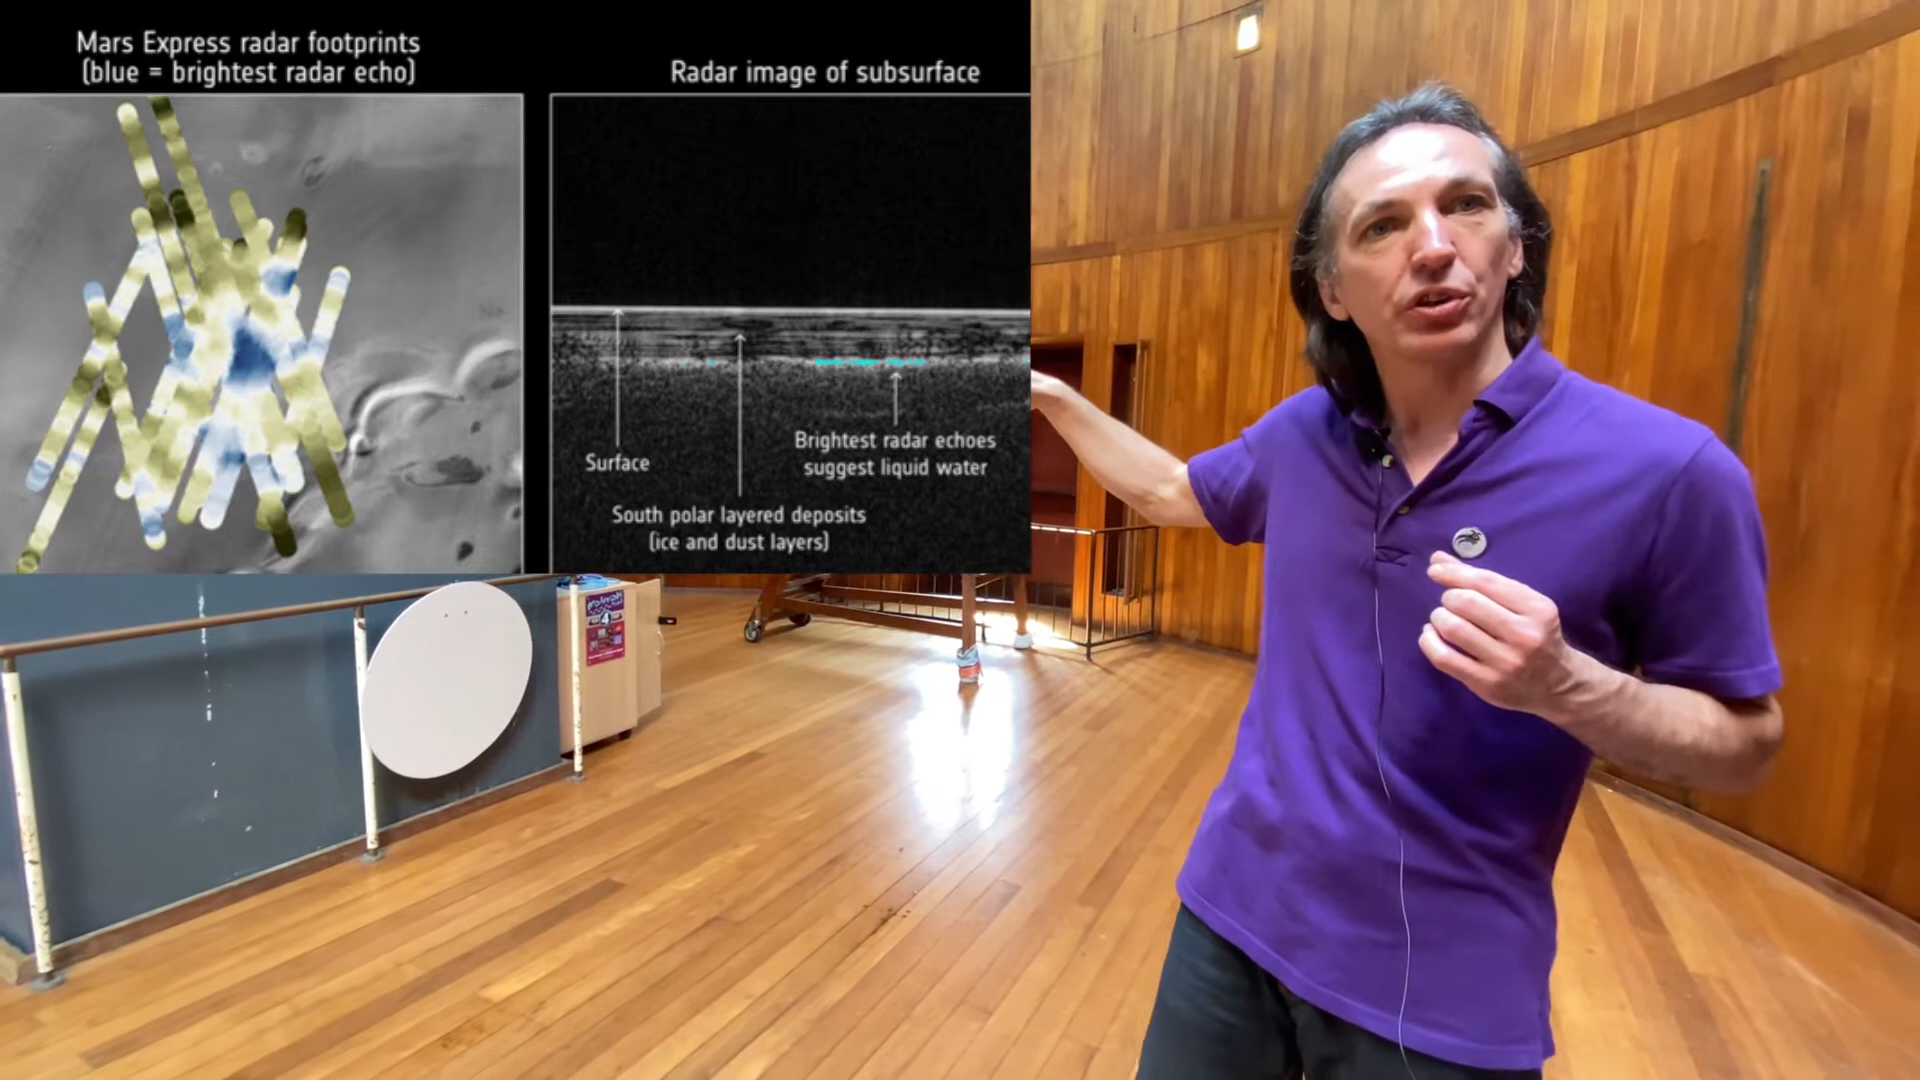 Mars Express radar footprints
(blue = brightest radar echo)
Radar image of subsurface
Surface
Brightest radar echoes
suggest liquid water
South polar layered deposits
(ice and dust layers)
4